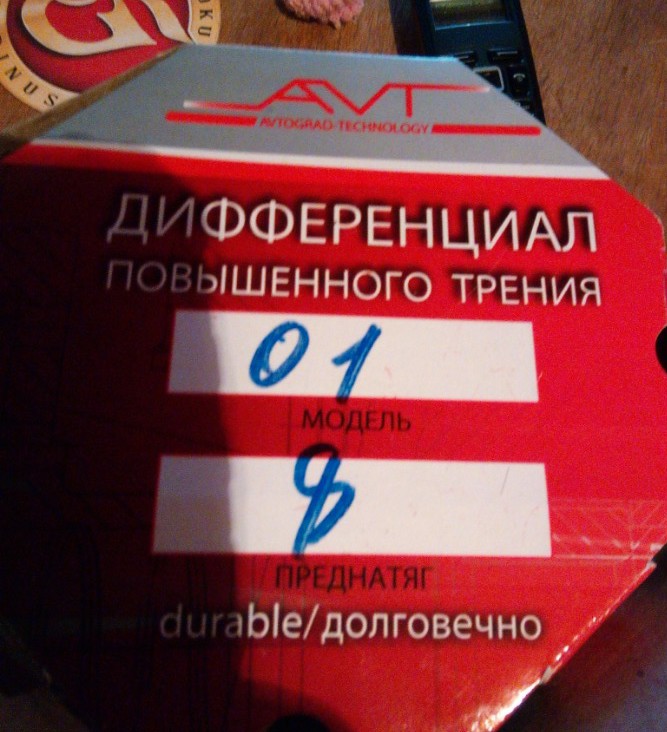 AVT
AVTOGRAD-TECHNOLOGY
ДИФФЕРЕНЦИАЛ
ПОВЫШЕННОГО ТРЕНИЯ
01
МОДЕЛЬ
8
ПРЕДНАТЯГ
durable/долговечно